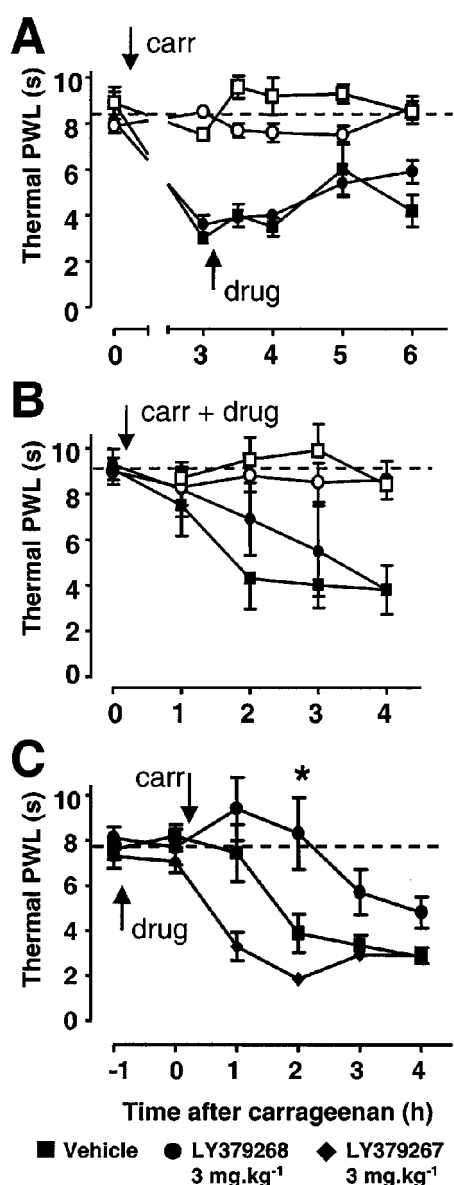 A
carr
Thermal PWL (s)
10
8
6
4
2
0
drug
0 3 4 5 6
B
carr + drug
Thermal PWL (s)
10
8
6
4
2
0
0 1 2 3 4
C
carr
*
Thermal PWL (s)
10
8
6
4
2
0
drug
-1 0 1 2 3 4
Time after carrageenan (h)
Vehicle LY379268 LY379267
3 mg.kg-1 3 mg.kg-1